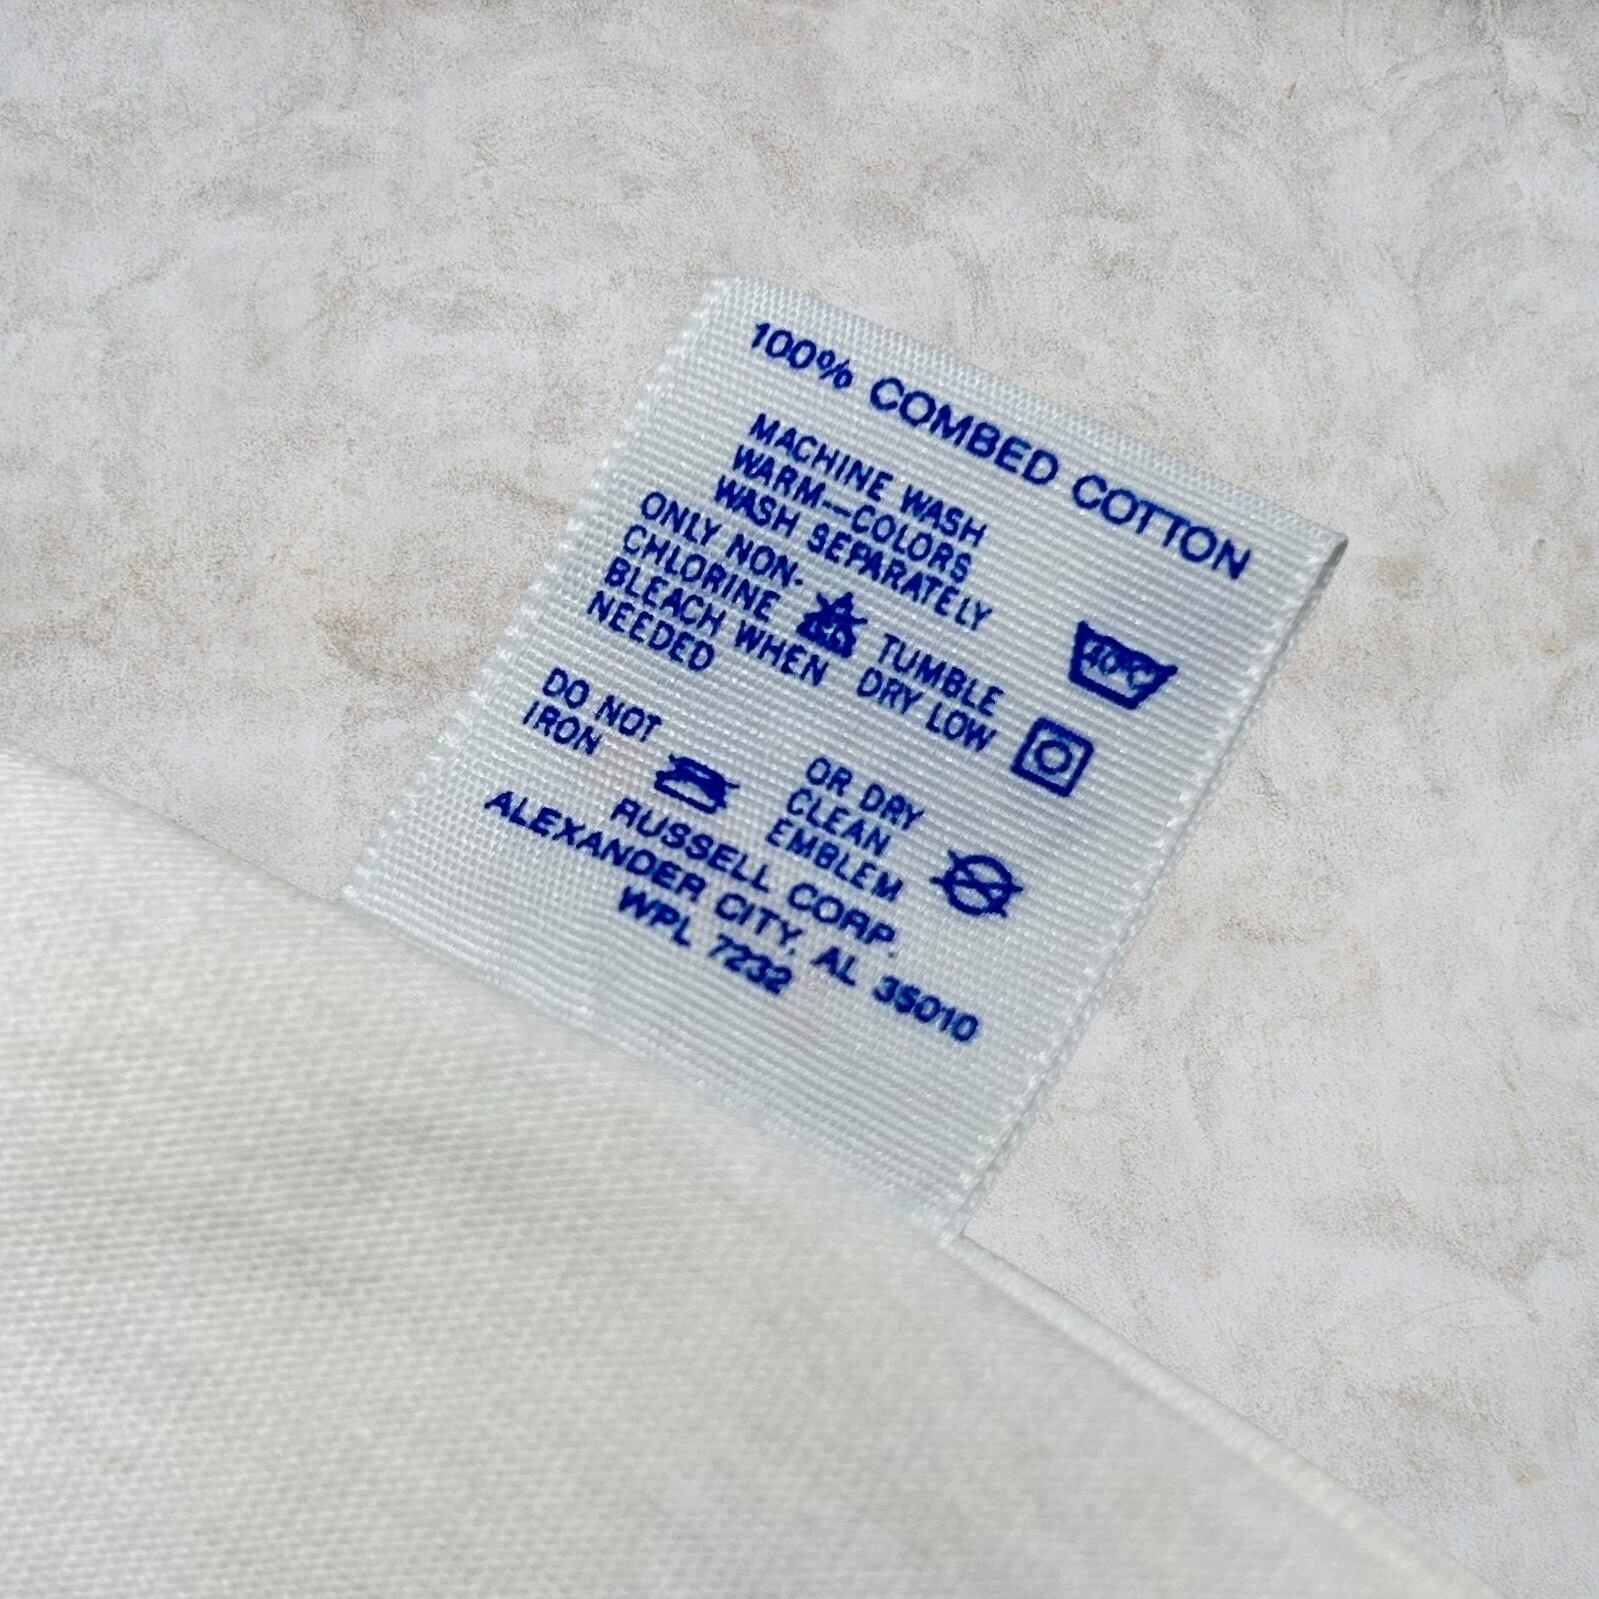 100% COMBED COTTON
MACHINE WASH
WARM--COLORS
WASH SEPARATELY
40°C
ONLY NON-
CHLORINE
BLEACH WHEN
NEEDED
TUMBLE
DRY LOW
DO NOT
IRON
OR DRY
CLEAN
EMBLEM
RUSSELL CORP.
ALEXANDER CITY, AL 35010
WPL 7232